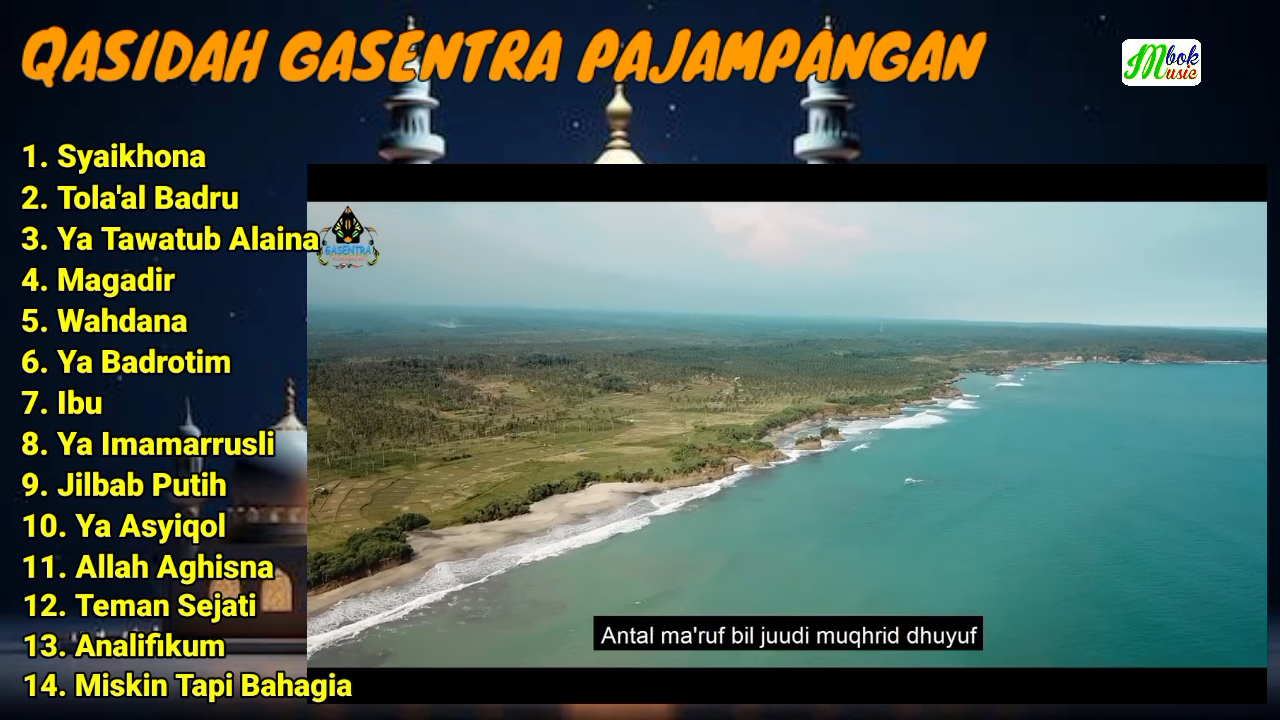 QASIDAH GASENTRA PAJAMPANGAN
Mbok
Music
1. Syaikhona
2. Tola'al Badru
3. Ya Tawatub Alaina
4. Magadir
5. Wahdana
6. Ya Badrotim
7. Ibu
8. Ya Imamarrusli
9. Jilbab Putih
10. Ya Asyiqol
11. Allah Aghisna
12. Teman Sejati
13. Analifikum
14. Miskin Tapi Bahagia
GASENTRA
Antal ma'ruf bil juudi muqhrid dhuyuf